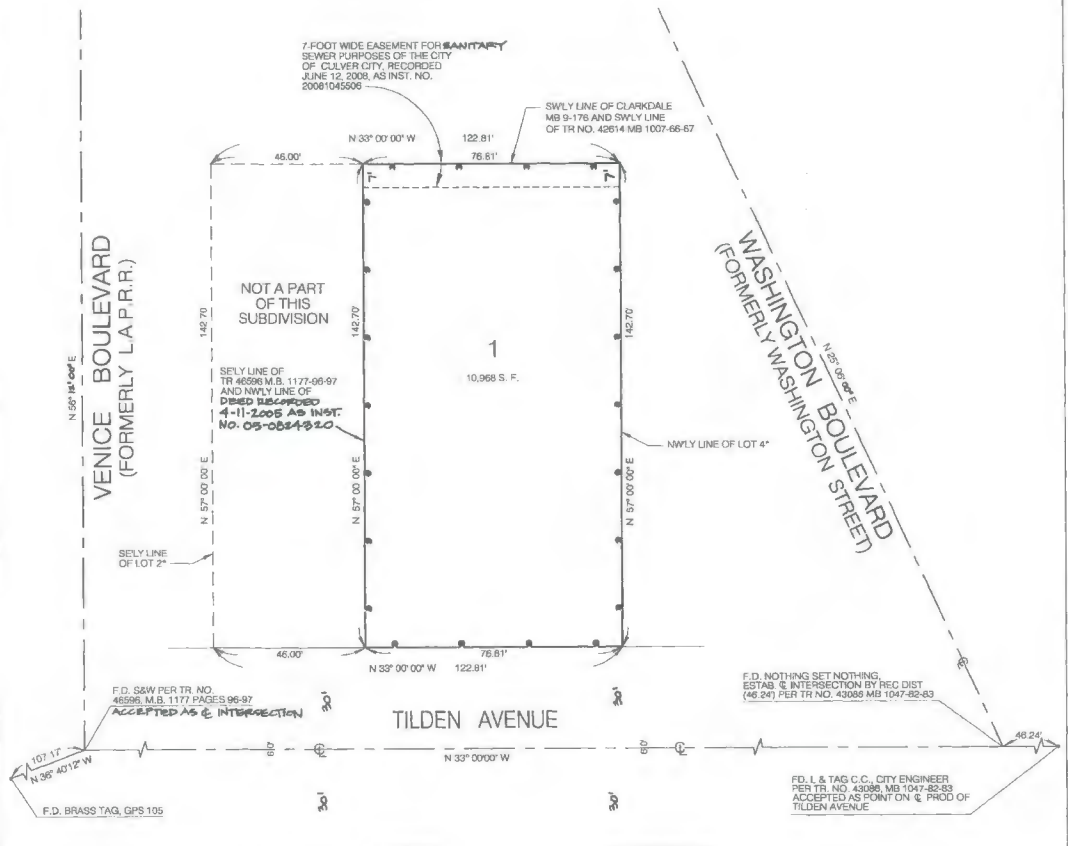 7-FOOT WIDE EASEMENT FOR SANITARY
SEWER PURPOSES OF THE CITY
OF CULVER CITY, RECORDED
JUNE 12, 2008, AS INST. NO.
20081045506
SW'LY LINE OF CLARKDALE
MB 9-176 AND SW'LY LINE
OF TR NO. 42614 MB 1007-66-67
N 33° 00' 00" W 122.81'
46.00'
76.81'
7'
7'
VENICE BOULEVARD
(FORMERLY L.A.P.R.R.)
N 56° 12' 00" E
142.70
NOT A PART
OF THIS
SUBDIVISION
142.70'
1
10,968 S. F.
142.70'
WASHINGTON BOULEVARD
(FORMERLY WASHINGTON STREET)
N 25° 06' 00" E
SE'LY LINE OF
TR 46596 M.B. 1177-96-97
AND NW'LY LINE OF
DEED RECORDED
4-11-2005 AS INST.
NO. 05-0824320
NW'LY LINE OF LOT 4*
N 57° 00' 00" E
N 57° 00' 00" E
N 57° 00' 00" E
SE'LY LINE
OF LOT 2*
46.00'
76.81'
N 33° 00' 00" W 122.81'
F.D. S&W PER TR. NO.
46596, M.B. 1177 PAGES 96-97
ACCEPTED AS ℄ INTERSECTION
30'
30'
F.D. NOTHING SET NOTHING,
ESTAB. ℄ INTERSECTION BY REC DIST
(46.24') PER TR NO. 43086 MB 1047-82-83
TILDEN AVENUE
107.17'
N 36° 40'12" W
60'
℄
N 33° 00'00" W
60'
℄
46.24'
F.D. BRASS TAG, GPS 105
30'
30'
FD. L & TAG C.C., CITY ENGINEER
PER TR. NO. 43086, MB 1047-82-83
ACCEPTED AS POINT ON ℄ PROD OF
TILDEN AVENUE